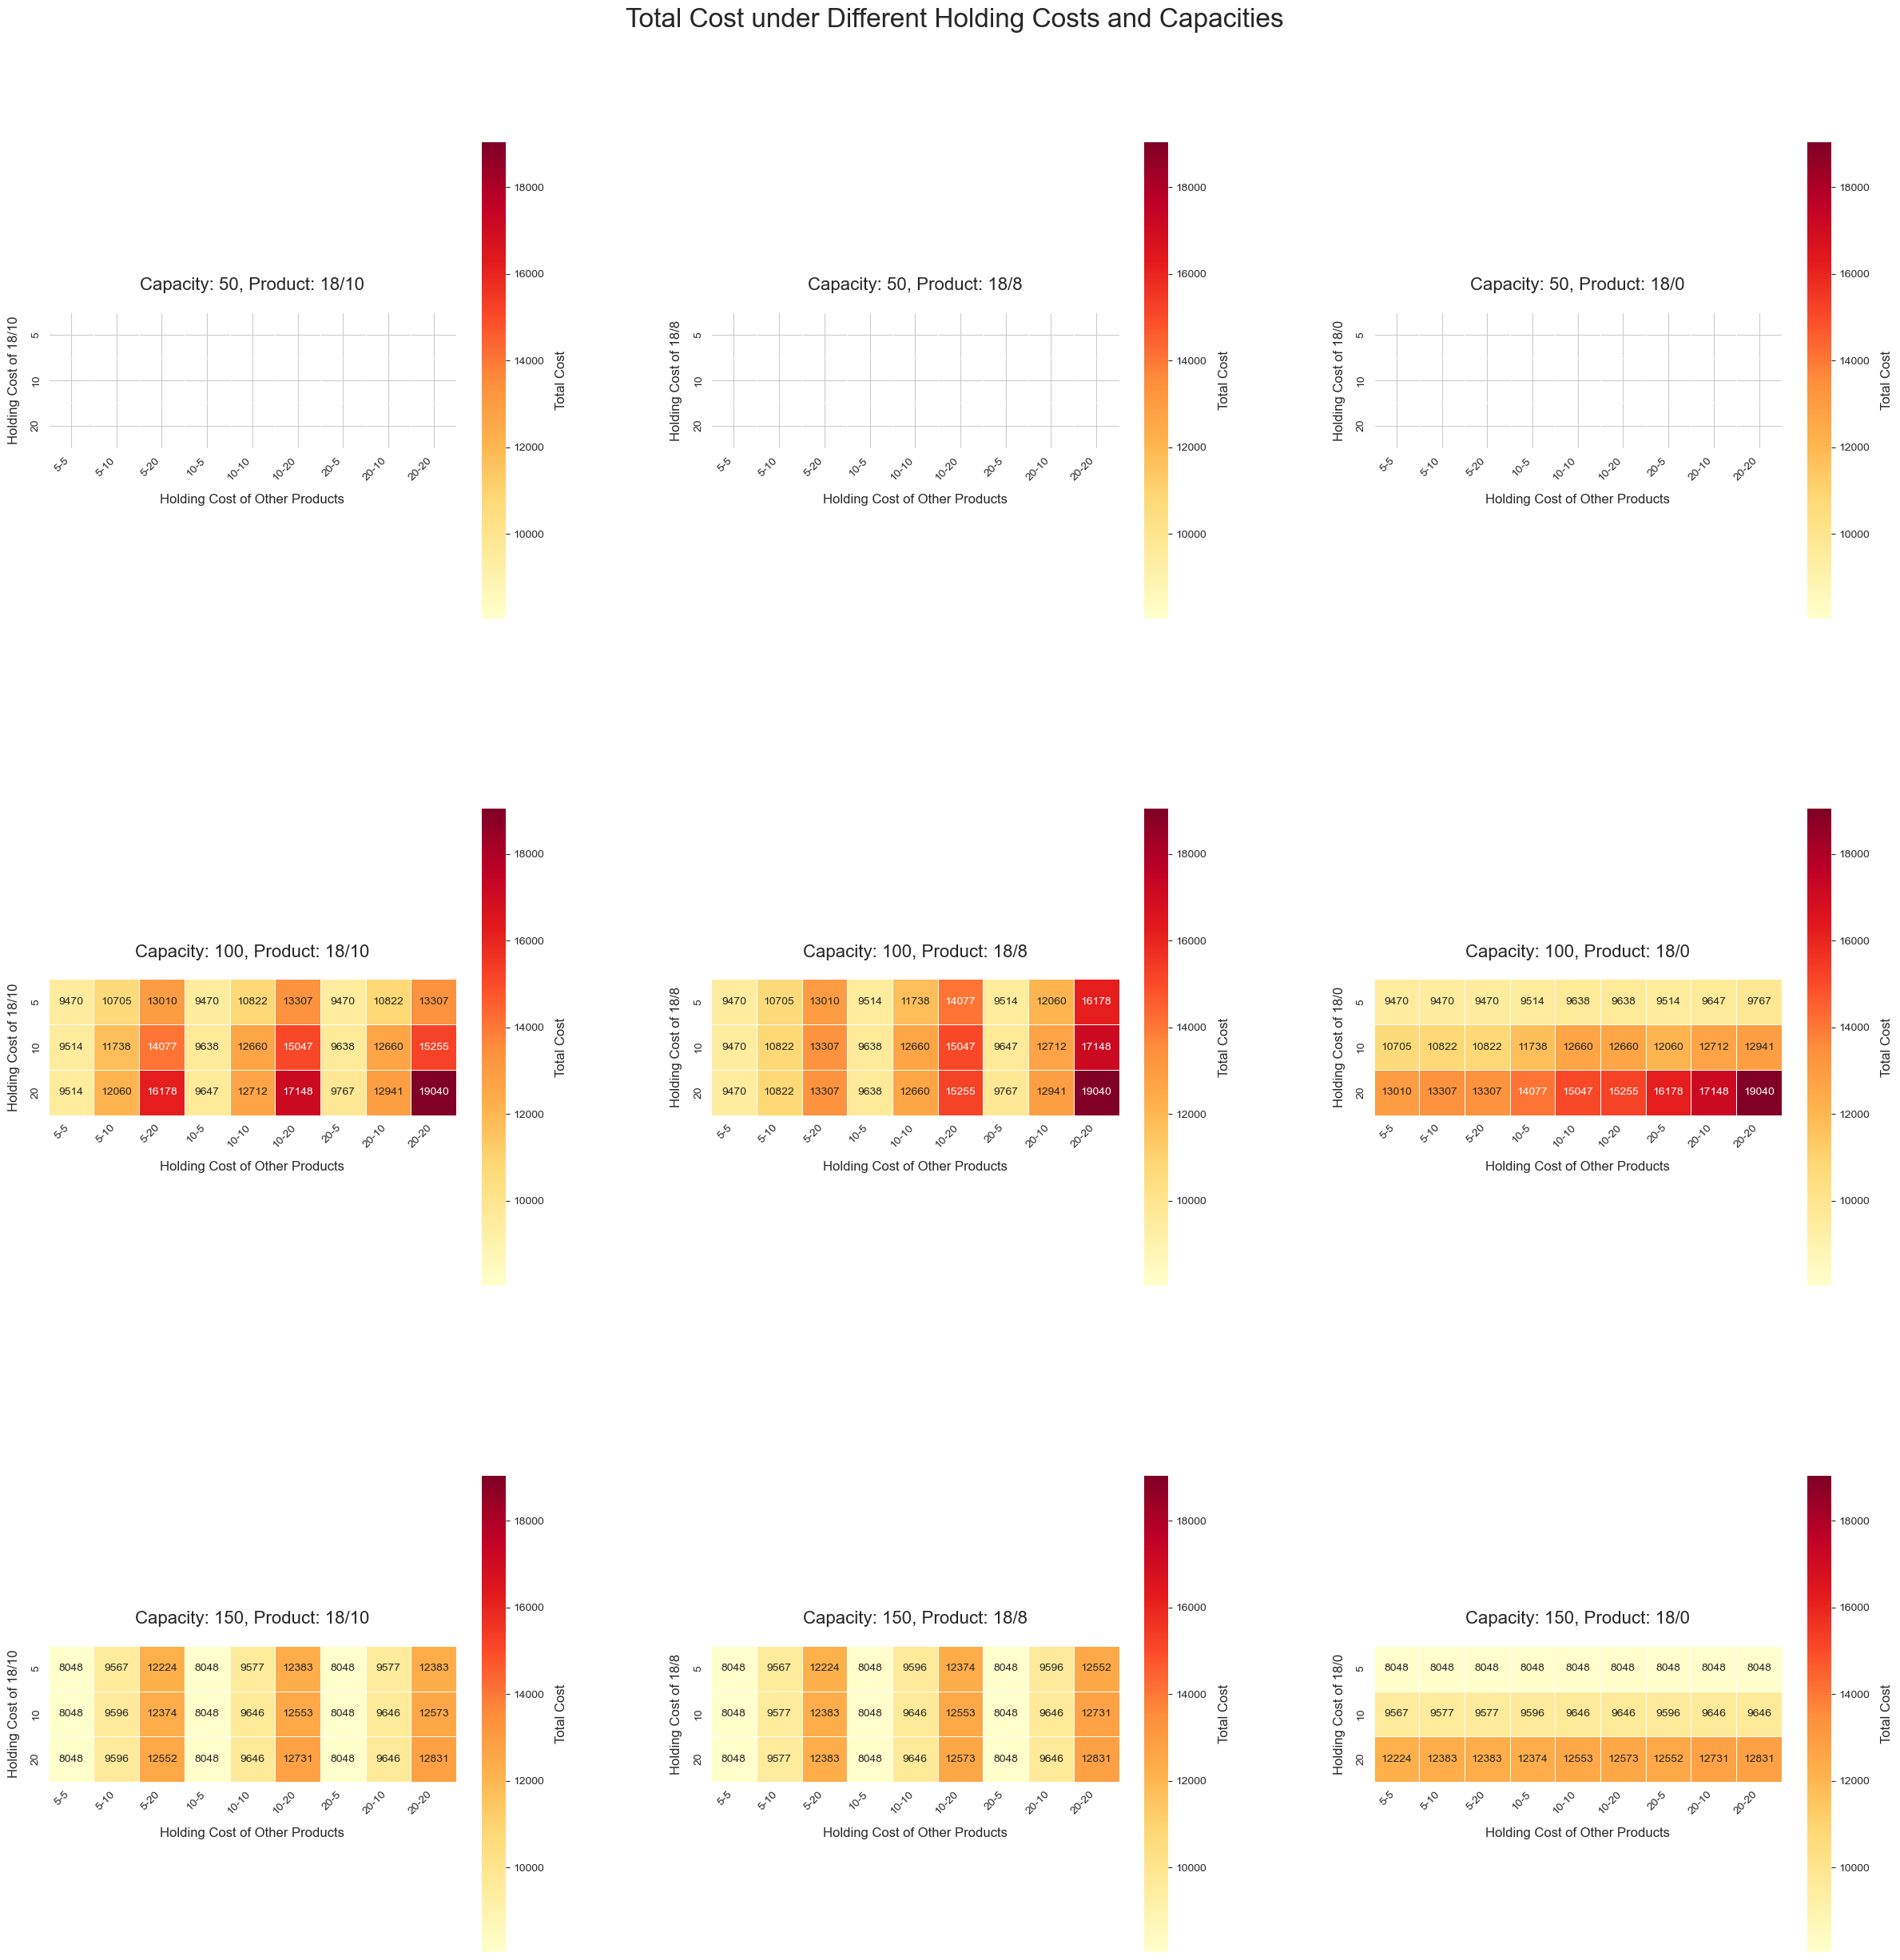 Total Cost under Different Holding Costs and Capacities
Capacity: 50, Product: 18/10
Holding Cost of 18/10
5
10
20
5-5 5-10 5-20 10-5 10-10 10-20 20-5 20-10 20-20
Holding Cost of Other Products
18000
16000
14000
12000
10000
Total Cost
Capacity: 50, Product: 18/8
Holding Cost of 18/8
5
10
20
5-5 5-10 5-20 10-5 10-10 10-20 20-5 20-10 20-20
Holding Cost of Other Products
18000
16000
14000
12000
10000
Total Cost
Capacity: 50, Product: 18/0
Holding Cost of 18/0
5
10
20
5-5 5-10 5-20 10-5 10-10 10-20 20-5 20-10 20-20
Holding Cost of Other Products
18000
16000
14000
12000
10000
Total Cost
Capacity: 100, Product: 18/10
Holding Cost of 18/10
5 9470 10705 13010 9470 10822 13307 9470 10822 13307
10 9514 11738 14077 9638 12660 15047 9638 12660 15255
20 9514 12060 16178 9647 12712 17148 9767 12941 19040
5-5 5-10 5-20 10-5 10-10 10-20 20-5 20-10 20-20
Holding Cost of Other Products
18000
16000
14000
12000
10000
Total Cost
Capacity: 100, Product: 18/8
Holding Cost of 18/8
5 9470 10705 13010 9514 11738 14077 9514 12060 16178
10 9470 10822 13307 9638 12660 15047 9647 12712 17148
20 9470 10822 13307 9638 12660 15255 9767 12941 19040
5-5 5-10 5-20 10-5 10-10 10-20 20-5 20-10 20-20
Holding Cost of Other Products
18000
16000
14000
12000
10000
Total Cost
Capacity: 100, Product: 18/0
Holding Cost of 18/0
5 9470 9470 9470 9514 9638 9638 9514 9647 9767
10 10705 10822 10822 11738 12660 12660 12060 12712 12941
20 13010 13307 13307 14077 15047 15255 16178 17148 19040
5-5 5-10 5-20 10-5 10-10 10-20 20-5 20-10 20-20
Holding Cost of Other Products
18000
16000
14000
12000
10000
Total Cost
Capacity: 150, Product: 18/10
Holding Cost of 18/10
5 8048 9567 12224 8048 9577 12383 8048 9577 12383
10 8048 9596 12374 8048 9646 12553 8048 9646 12573
20 8048 9596 12552 8048 9646 12731 8048 9646 12831
5-5 5-10 5-20 10-5 10-10 10-20 20-5 20-10 20-20
Holding Cost of Other Products
18000
16000
14000
12000
10000
Total Cost
Capacity: 150, Product: 18/8
Holding Cost of 18/8
5 8048 9567 12224 8048 9596 12374 8048 9596 12552
10 8048 9577 12383 8048 9646 12553 8048 9646 12731
20 8048 9577 12383 8048 9646 12573 8048 9646 12831
5-5 5-10 5-20 10-5 10-10 10-20 20-5 20-10 20-20
Holding Cost of Other Products
18000
16000
14000
12000
10000
Total Cost
Capacity: 150, Product: 18/0
Holding Cost of 18/0
5 8048 8048 8048 8048 8048 8048 8048 8048 8048
10 9567 9577 9577 9596 9646 9646 9596 9646 9646
20 12224 12383 12383 12374 12553 12573 12552 12731 12831
5-5 5-10 5-20 10-5 10-10 10-20 20-5 20-10 20-20
Holding Cost of Other Products
18000
16000
14000
12000
10000
Total Cost